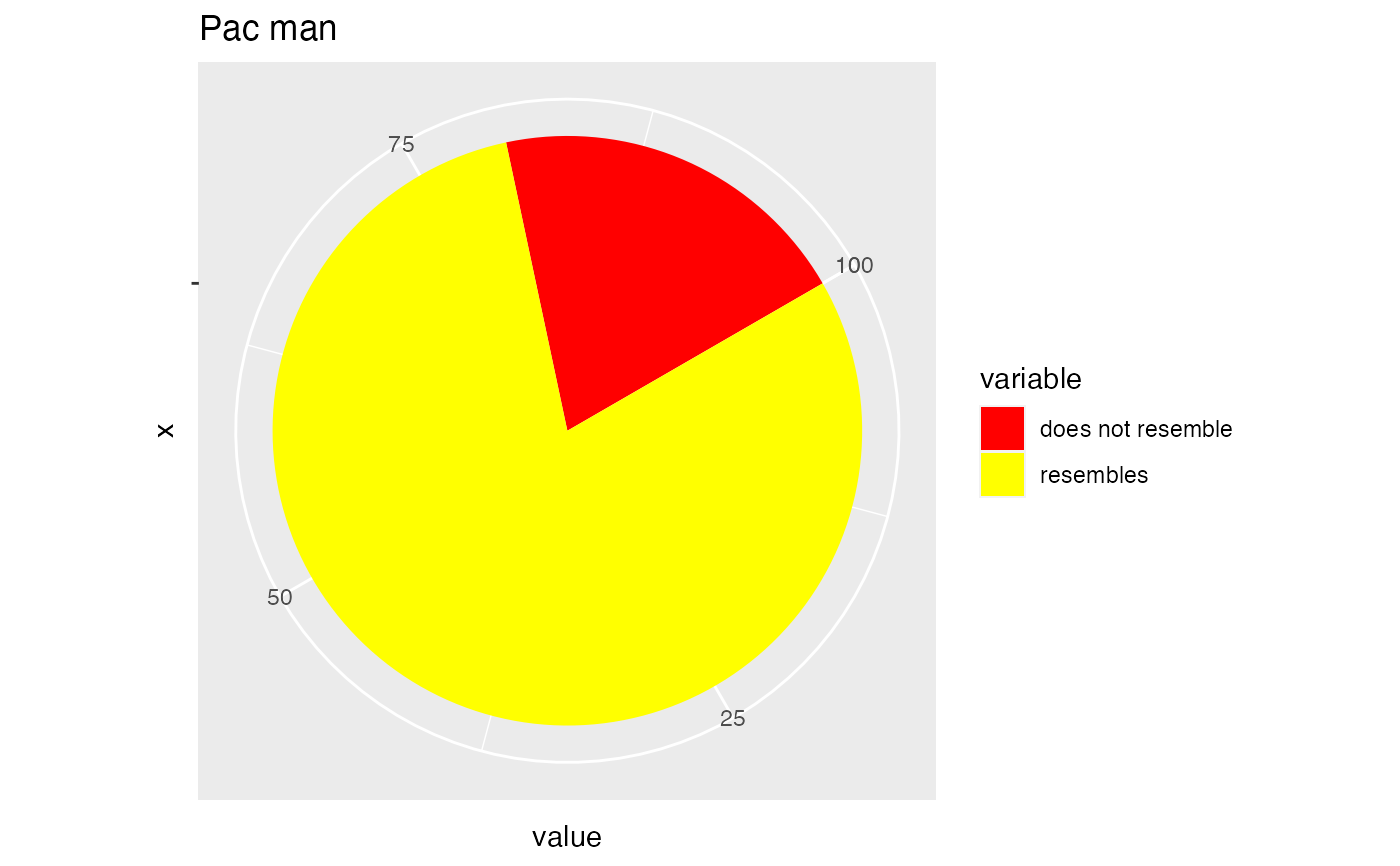 Pac man
75
100
50
25
x
value
variable
does not resemble
resembles